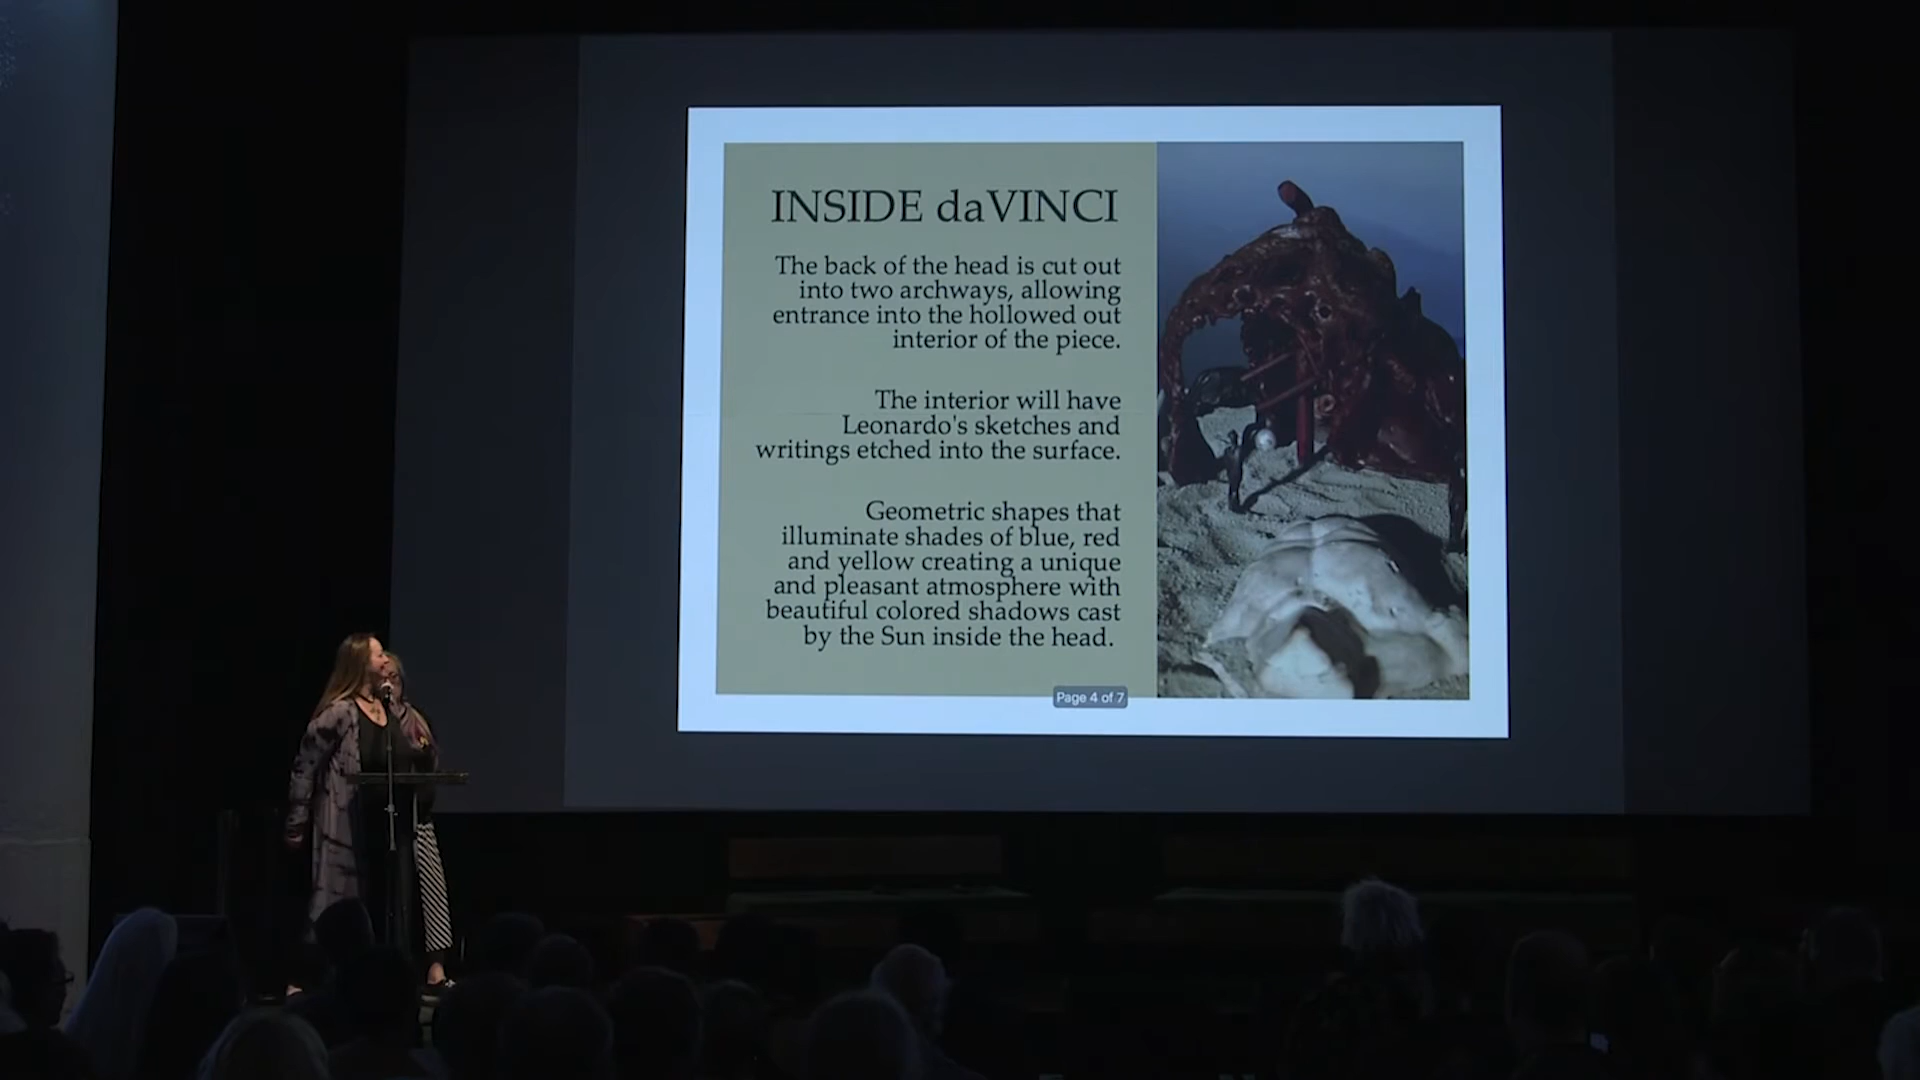 INSIDE daVINCI
The back of the head is cut out
into two archways, allowing
entrance into the hollowed out
interior of the piece.
The interior will have
Leonardo's sketches and
writings etched into the surface.
Geometric shapes that
illuminate shades of blue, red
and yellow creating a unique
and pleasant atmosphere with
beautiful colored shadows cast
by the Sun inside the head.
Page 4 of 7